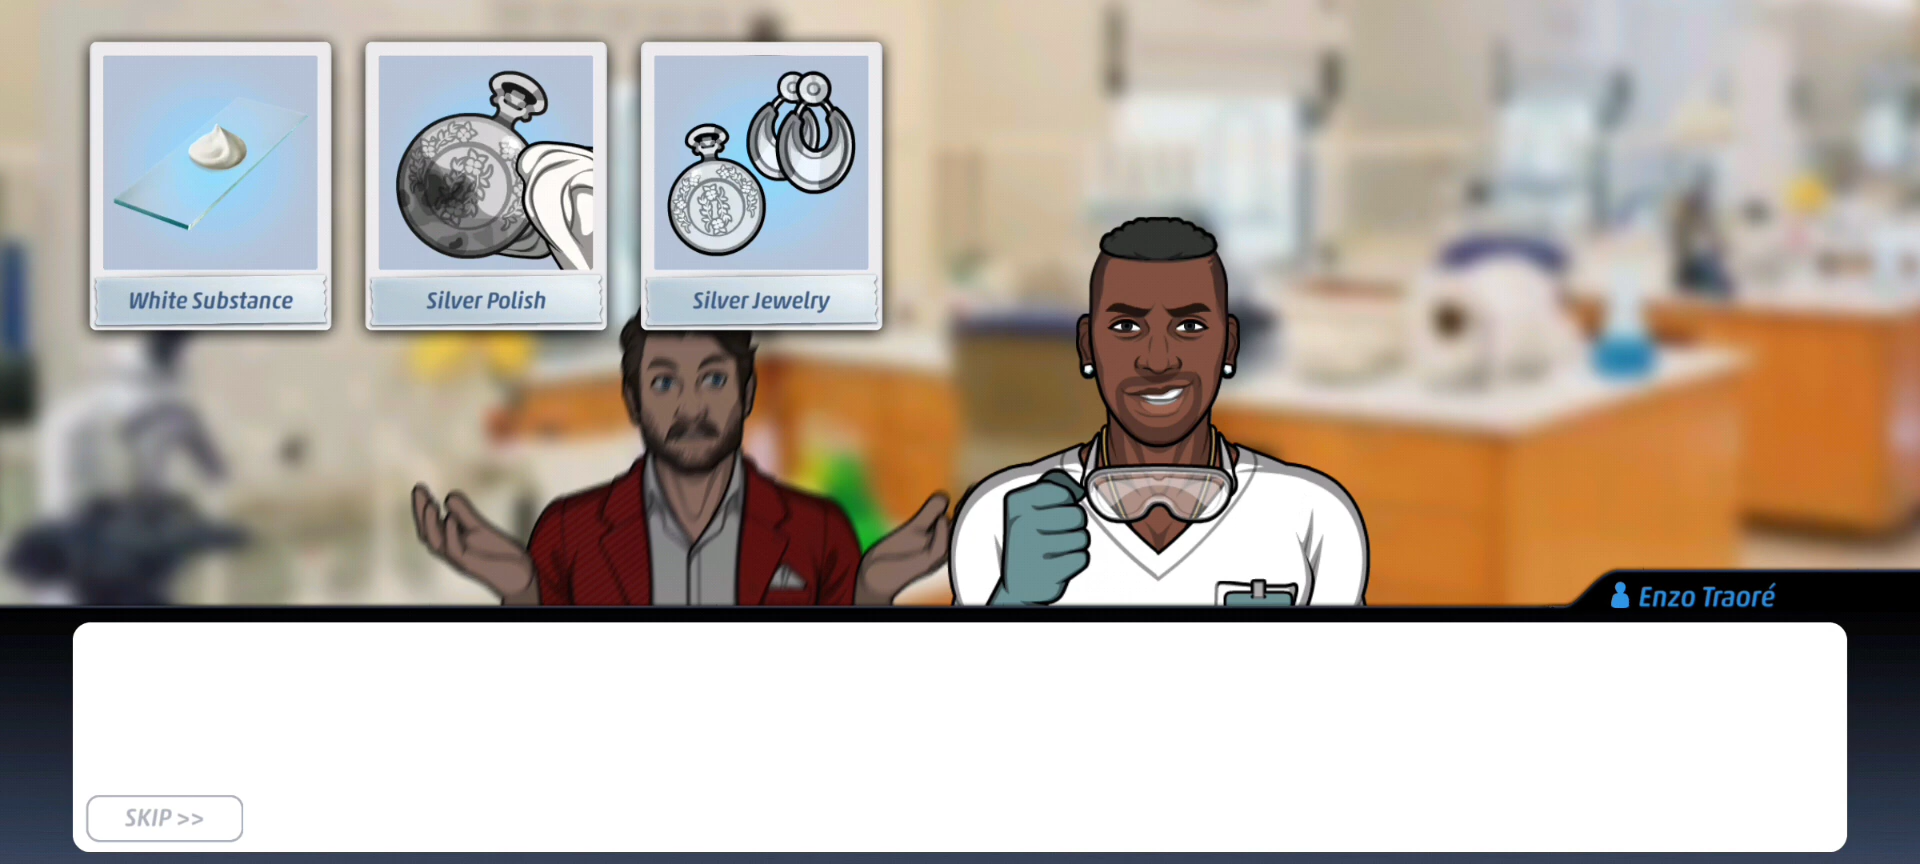 White Substance
Silver Polish
Silver Jewelry
Enzo Traoré
SKIP >>